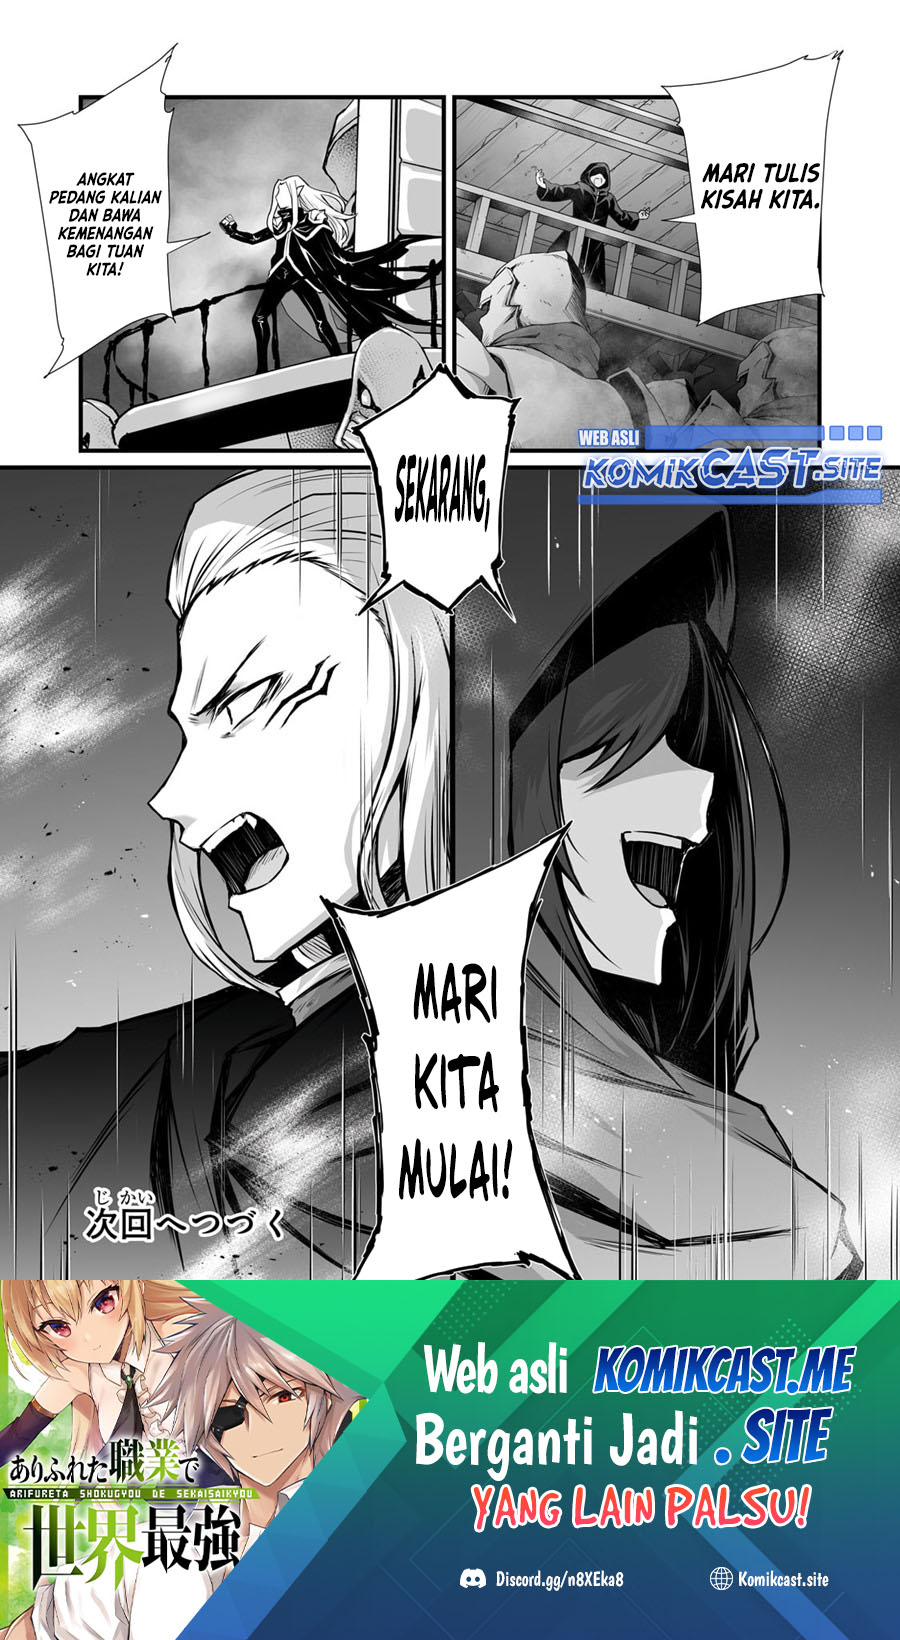 ANGKAT
PEDANG KALIAN
DAN BAWA
KEMENANGAN
BAGI TUAN
KITA!
MARI TULIS
KISAH KITA.
WEB ASLI
KOMIKCAST.SITE
SEKARANG,
MARI
KITA
MULAI!
じかい
次回へつづく
Web asli KOMIKCAST.ME
Berganti Jadi .SITE
YANG LAIN PALSU!
ありふれた職業で
ARIFURETA SHOKUGYOU DE SEKAISAIKYOU
世界最強
Discord.gg/n8XEka8
Komikcast.site